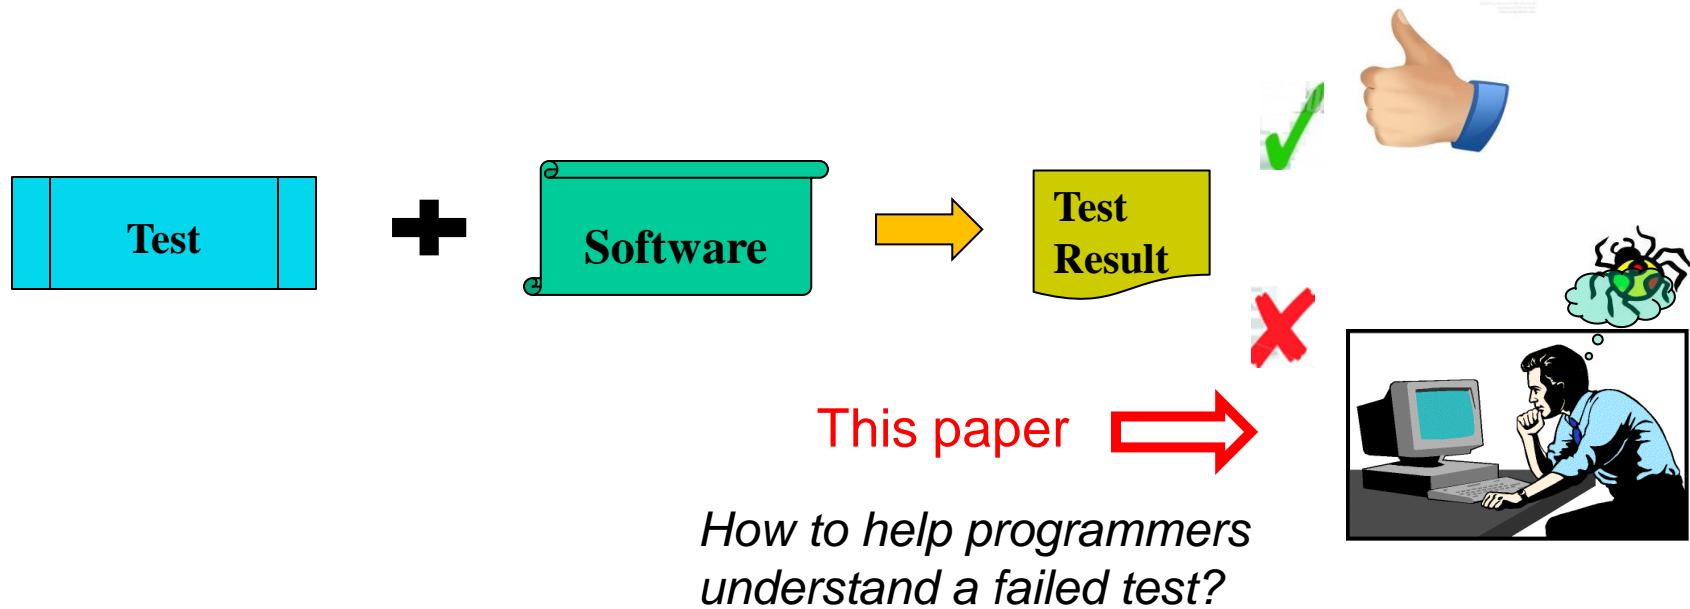 Test
Software
Test
Result
This paper
How to help programmers
understand a failed test?